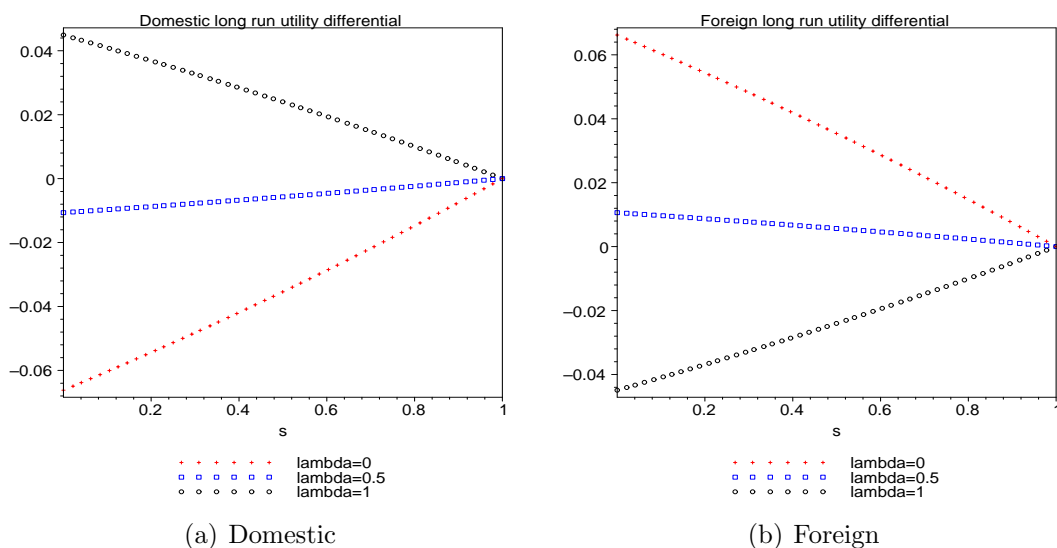 Domestic long run utility differential
0.04
0.02
0
–0.02
–0.04
–0.06
0.2 0.4 0.6 0.8 1
s
lambda=0
lambda=0.5
lambda=1
(a) Domestic
Foreign long run utility differential
0.06
0.04
0.02
0
–0.02
–0.04
0.2 0.4 0.6 0.8 1
s
lambda=0
lambda=0.5
lambda=1
(b) Foreign